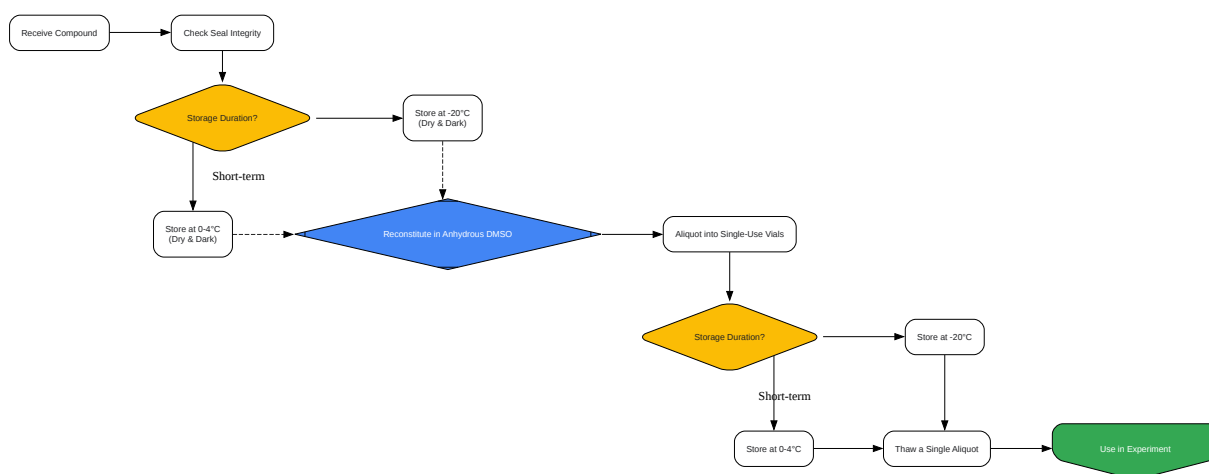 Receive Compound
Check Seal Integrity
Storage Duration?
Store at -20°C
(Dry & Dark)
Short-term
Store at 0-4°C
(Dry & Dark)
Reconstitute in Anhydrous DMSO
Aliquot into Single-Use Vials
Storage Duration?
Store at -20°C
Short-term
Store at 0-4°C
Thaw a Single Aliquot
Use in Experiment